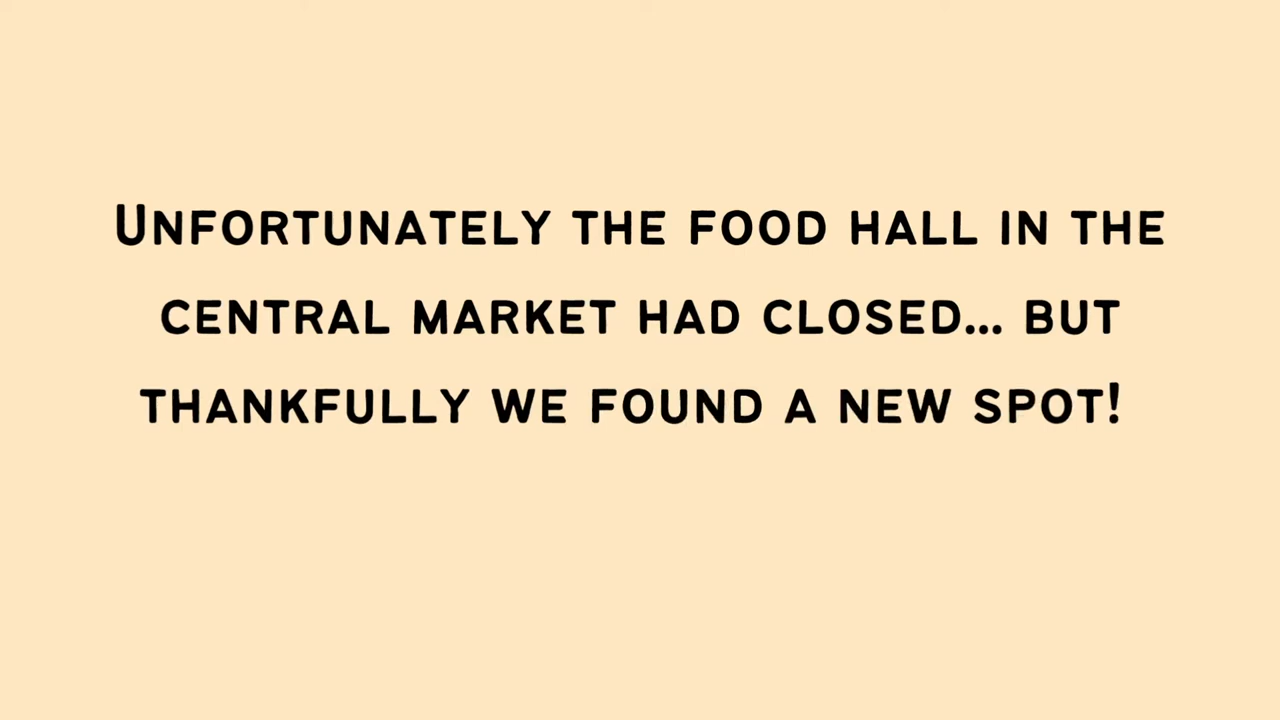 Unfortunately the food hall in the
central market had closed... but
thankfully we found a new spot!